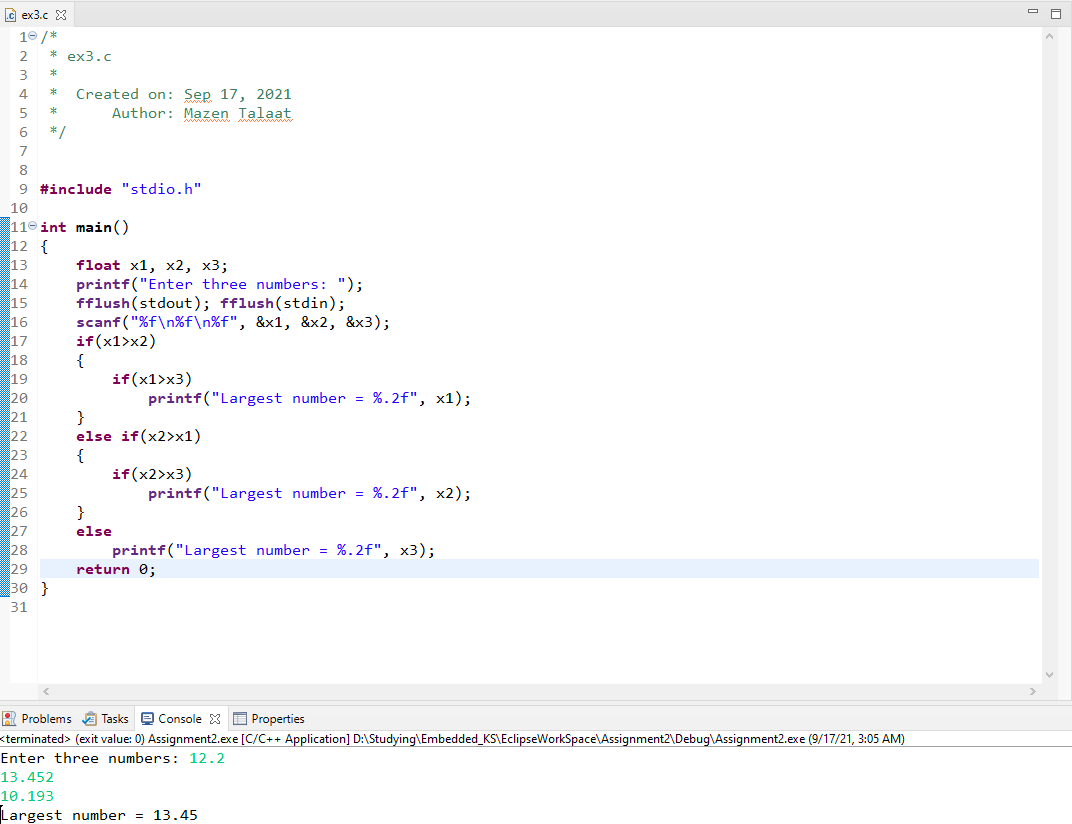 ex3.c
1 /*
2  * ex3.c
3  *
4  *  Created on: Sep 17, 2021
5  *      Author: Mazen Talaat
6  */
7
8
9 #include "stdio.h"
10
11 int main()
12 {
13     float x1, x2, x3;
14     printf("Enter three numbers: ");
15     fflush(stdout); fflush(stdin);
16     scanf("%f\n%f\n%f", &x1, &x2, &x3);
17     if(x1>x2)
18     {
19         if(x1>x3)
20             printf("Largest number = %.2f", x1);
21     }
22     else if(x2>x1)
23     {
24         if(x2>x3)
25             printf("Largest number = %.2f", x2);
26     }
27     else
28         printf("Largest number = %.2f", x3);
29     return 0;
30 }
31
Problems Tasks Console Properties
<terminated> (exit value: 0) Assignment2.exe [C/C++ Application] D:\Studying\Embedded_KS\EclipseWorkSpace\Assignment2\Debug\Assignment2.exe (9/17/21, 3:05 AM)
Enter three numbers: 12.2
13.452
10.193
Largest number = 13.45